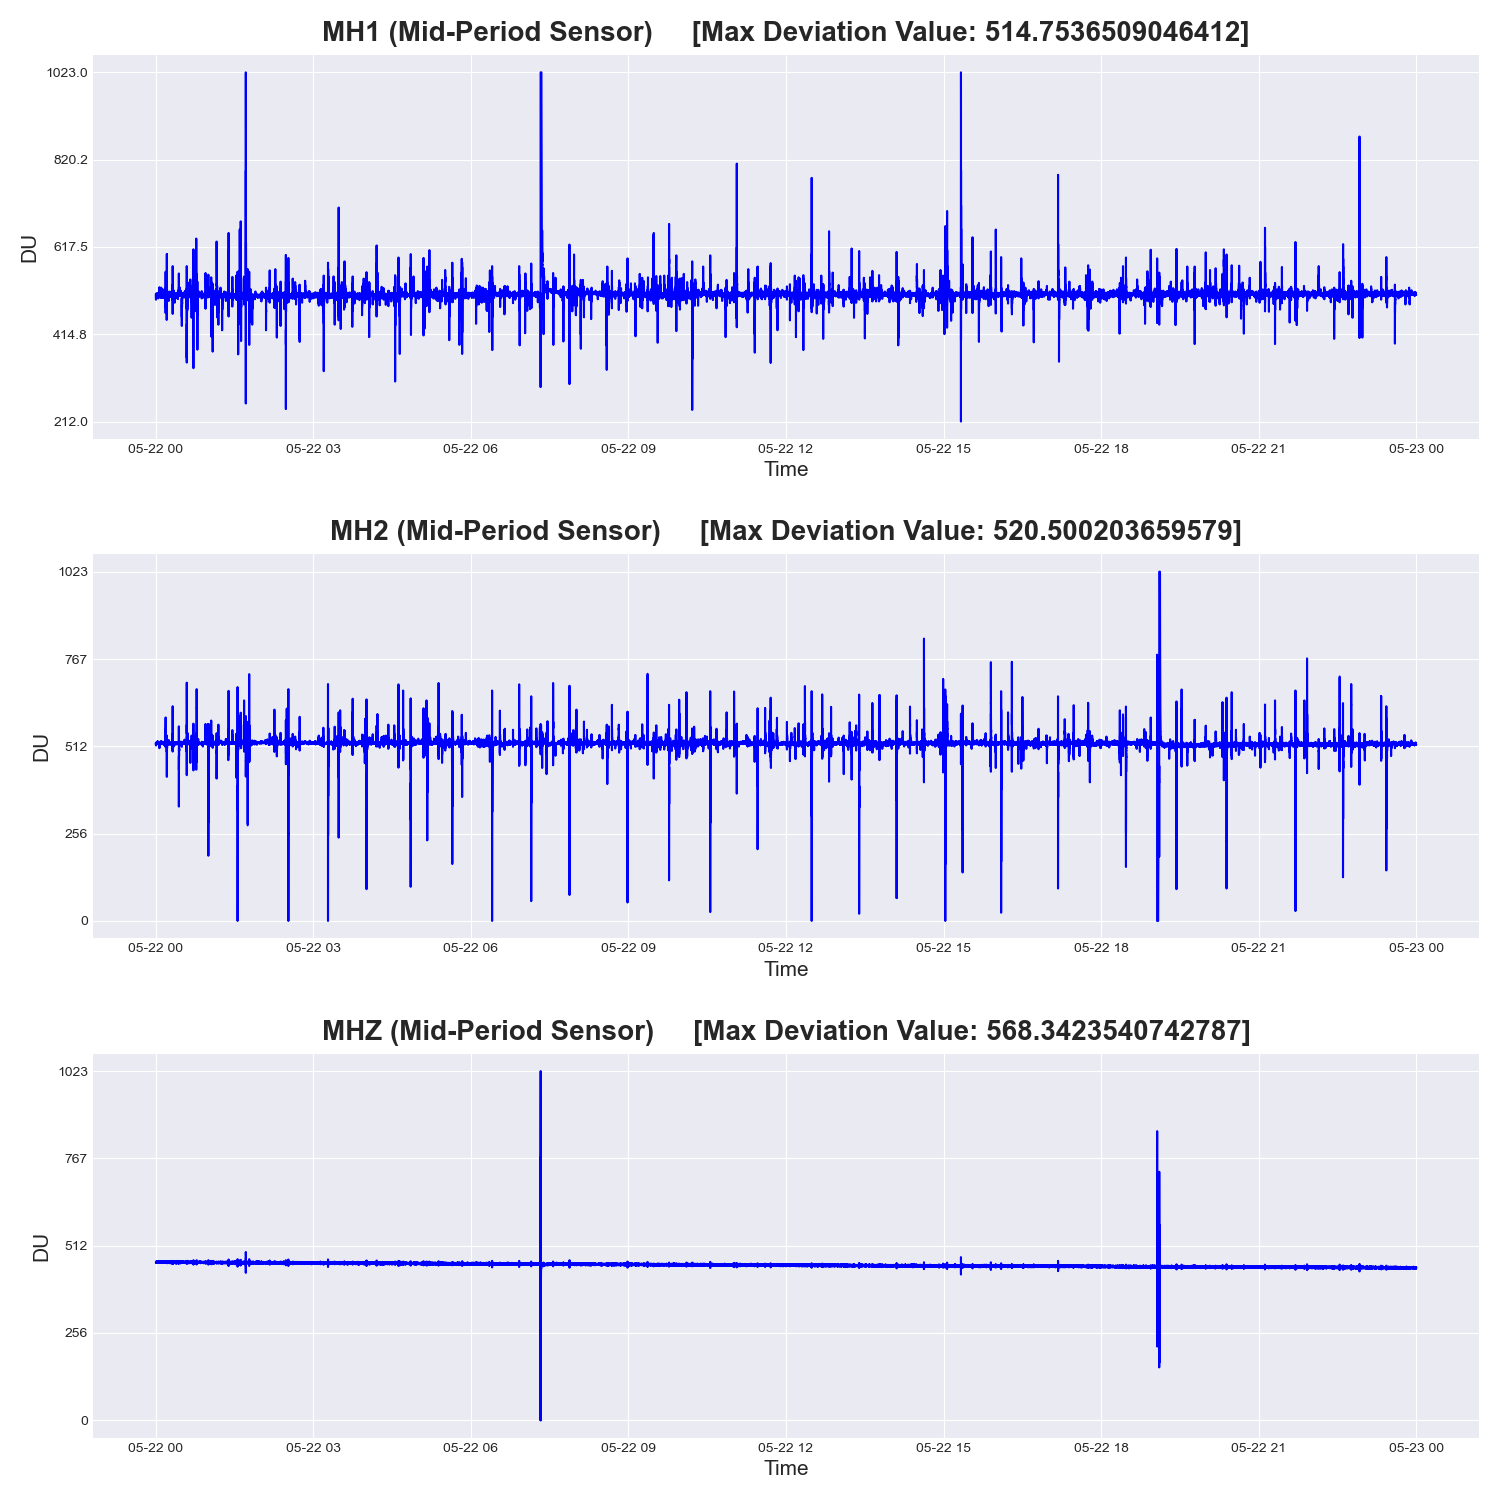 MH1 (Mid-Period Sensor) [Max Deviation Value: 514.7536509046412]
1023.0
820.2
617.5
414.8
212.0
DU
05-22 00 05-22 03 05-22 06 05-22 09 05-22 12 05-22 15 05-22 18 05-22 21 05-23 00
Time
MH2 (Mid-Period Sensor) [Max Deviation Value: 520.500203659579]
1023
767
512
256
0
DU
05-22 00 05-22 03 05-22 06 05-22 09 05-22 12 05-22 15 05-22 18 05-22 21 05-23 00
Time
MHZ (Mid-Period Sensor) [Max Deviation Value: 568.3423540742787]
1023
767
512
256
0
DU
05-22 00 05-22 03 05-22 06 05-22 09 05-22 12 05-22 15 05-22 18 05-22 21 05-23 00
Time